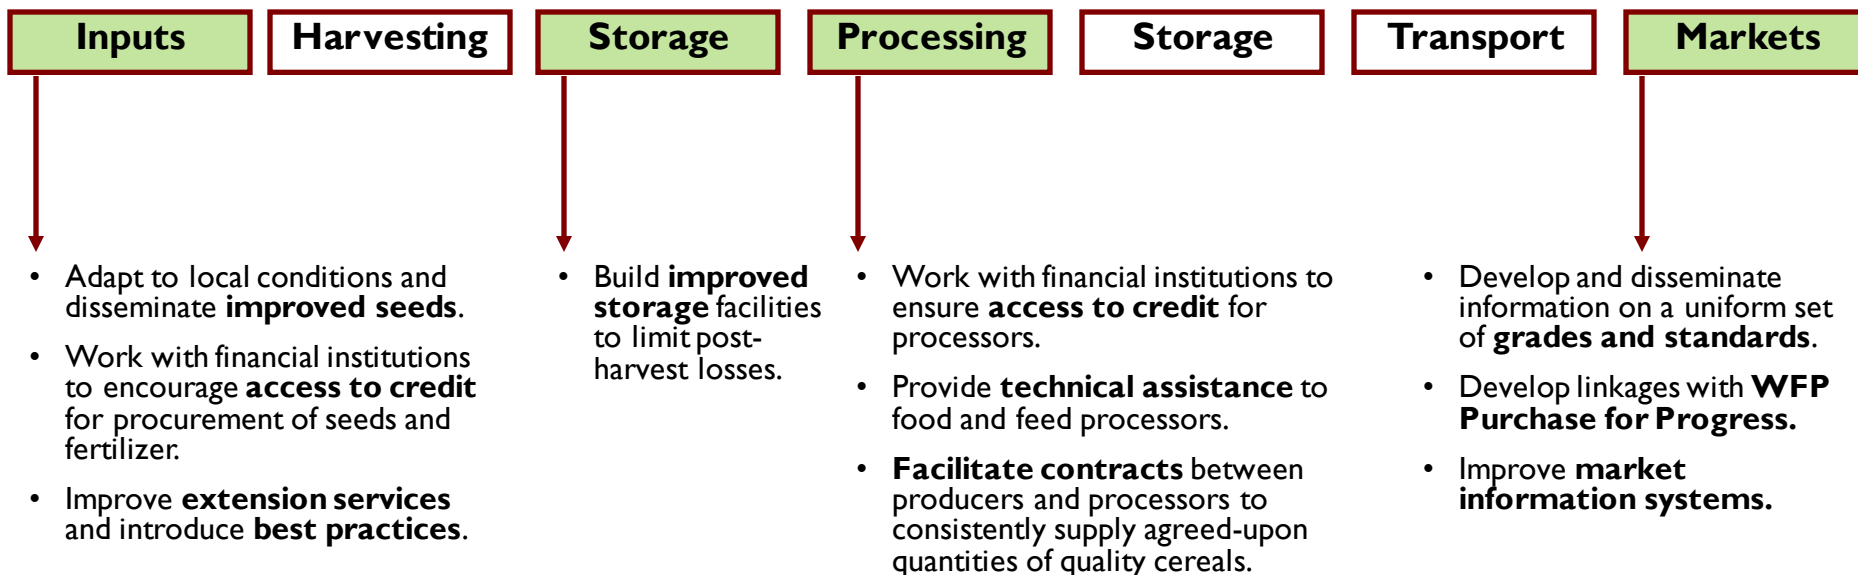 Inputs
Harvesting
Storage
Processing
Storage
Transport
Markets
• Adapt to local conditions and
disseminate improved seeds.
• Work with financial institutions
to encourage access to credit
for procurement of seeds and
fertilizer.
• Improve extension services
and introduce best practices.
• Build improved
storage facilities
to limit post-
harvest losses.
• Work with financial institutions to
ensure access to credit for
processors.
• Provide technical assistance to
food and feed processors.
• Facilitate contracts between
producers and processors to
consistently supply agreed-upon
quantities of quality cereals.
• Develop and disseminate
information on a uniform set
of grades and standards.
• Develop linkages with WFP
Purchase for Progress.
• Improve market
information systems.